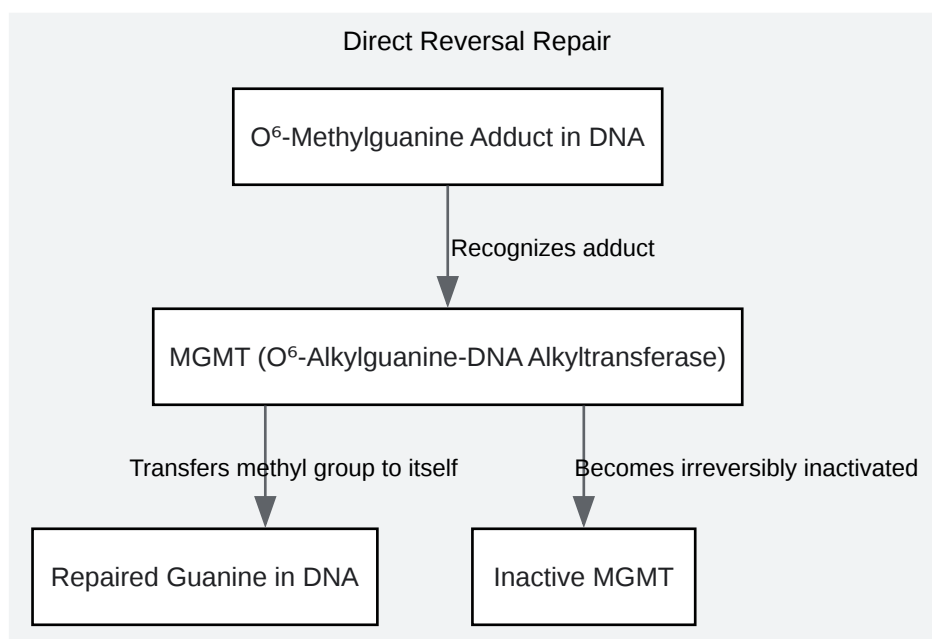 Direct Reversal Repair
O⁶-Methylguanine Adduct in DNA
Recognizes adduct
MGMT (O⁶-Alkylguanine-DNA Alkyltransferase)
Transfers methyl group to itself
Becomes irreversibly inactivated
Repaired Guanine in DNA
Inactive MGMT